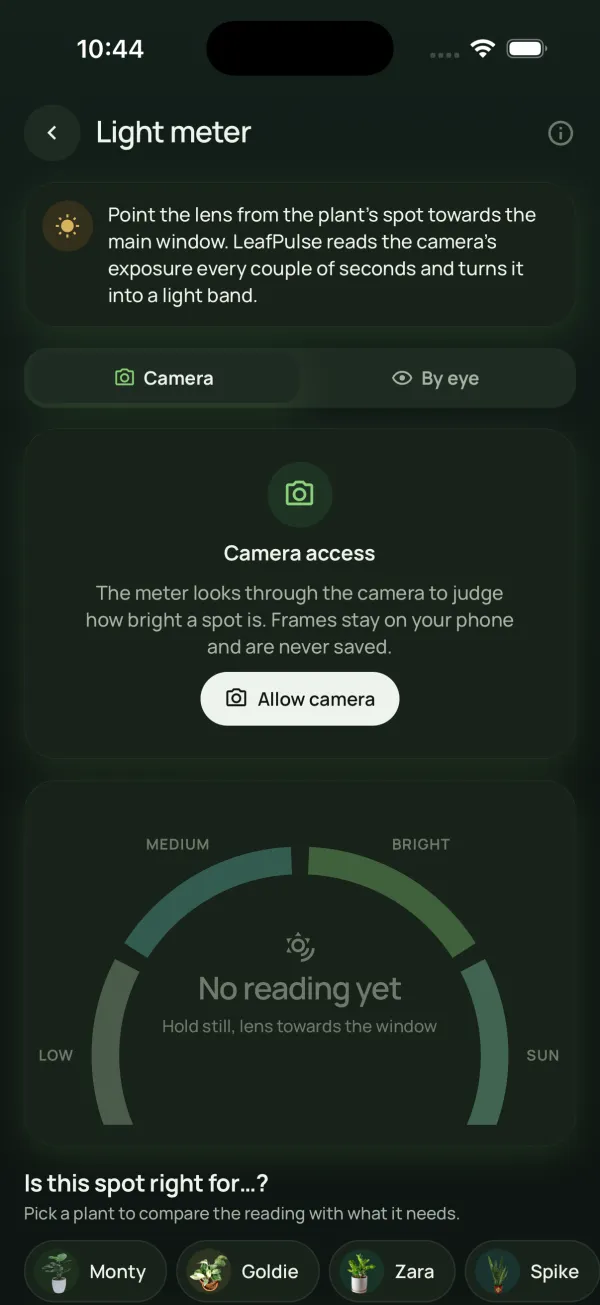 10:44
Light meter
Point the lens from the plant's spot towards the
main window. LeafPulse reads the camera's
exposure every couple of seconds and turns it
into a light band.
Camera
By eye
Camera access
The meter looks through the camera to judge
how bright a spot is. Frames stay on your phone
and are never saved.
Allow camera
MEDIUM
BRIGHT
No reading yet
Hold still, lens towards the window
LOW
SUN
Is this spot right for...?
Pick a plant to compare the reading with what it needs.
Monty
Goldie
Zara
Spike